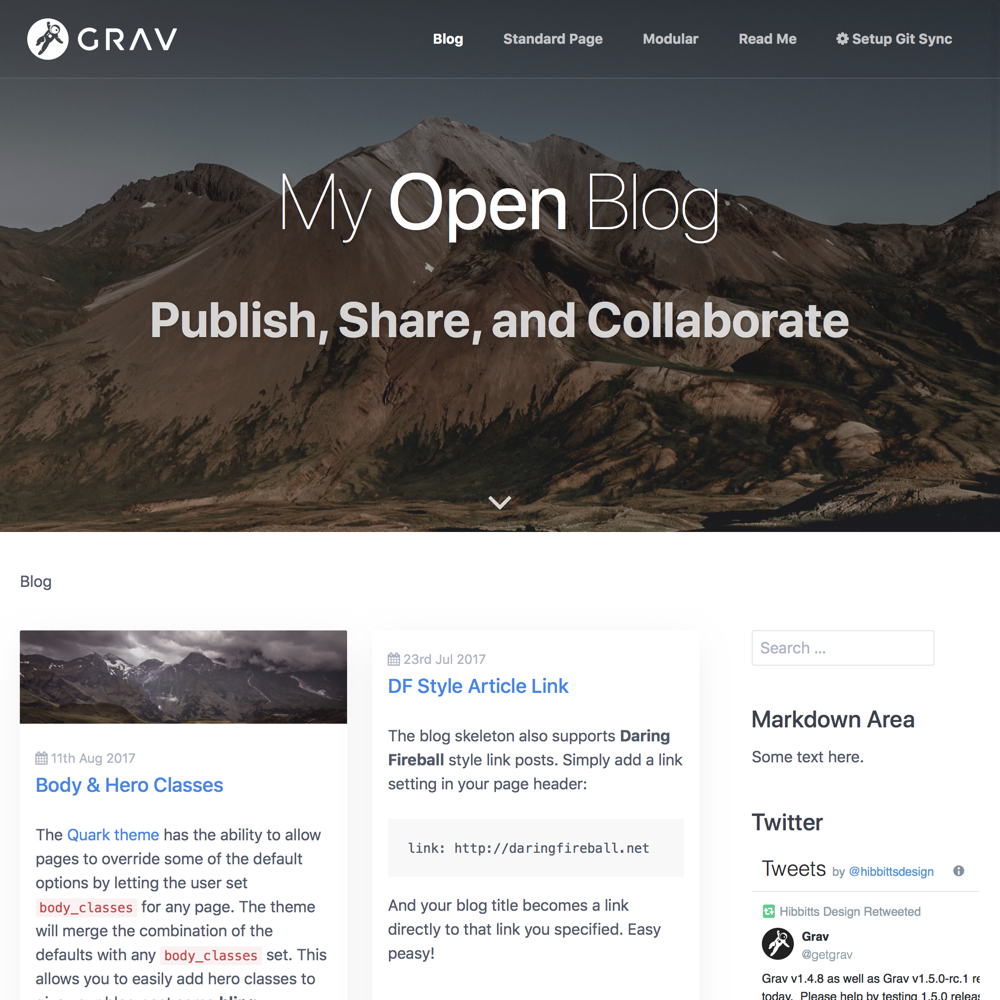 GRAV
Blog
Standard Page
Modular
Read Me
Setup Git Sync
My Open Blog
Publish, Share, and Collaborate
Blog
11th Aug 2017
Body & Hero Classes
The Quark theme has the ability to allow
pages to override some of the default
options by letting the user set
body_classes for any page. The theme
will merge the combination of the
defaults with any body_classes set. This
allows you to easily add hero classes to
23rd Jul 2017
DF Style Article Link
The blog skeleton also supports Daring
Fireball style link posts. Simply add a link
setting in your page header:
link: http://daringfireball.net
And your blog title becomes a link
directly to that link you specified. Easy
peasy!
Search ...
Markdown Area
Some text here.
Twitter
Tweets by @hibbittsdesign
Hibbitts Design Retweeted
Grav
@getgrav
Grav v1.4.8 as well as Grav v1.5.0-rc.1 re
today. Please help by testing 1.5.0 releas